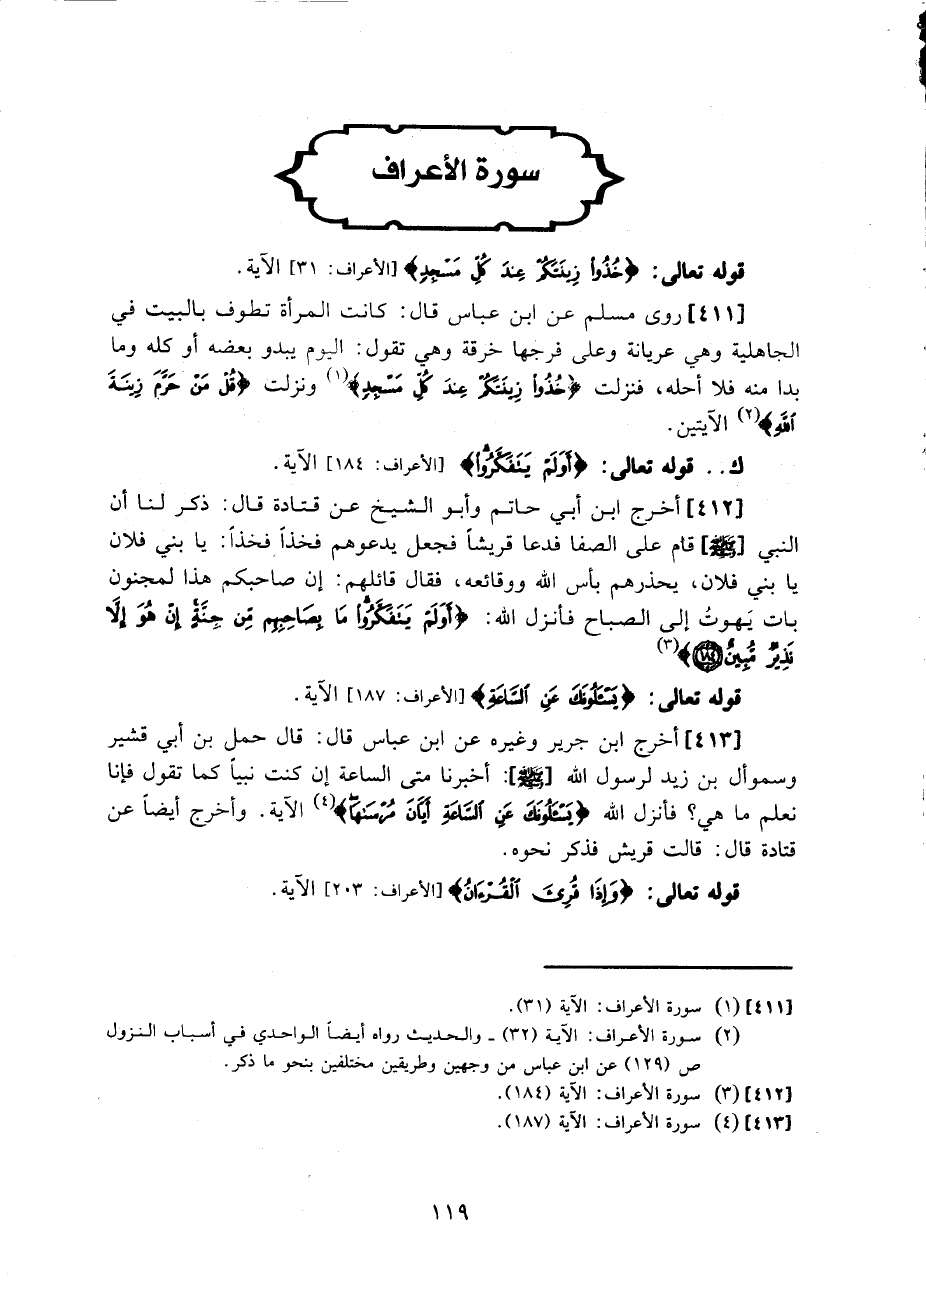 سورة الأعراف
قوله تعالى: ﴿خُذُوا زِينَتَكُمْ عِندَ كُلِّ مَسْجِدٍ﴾ [الأعراف: ٣١] الآية.
[٤١١] روى مسلم عن ابن عباس قال: كانت المرأة تطوف بالبيت في
الجاهلية وهي عريانة وعلى فرجها خرقة وهي تقول: اليوم يبدو بعضه أو كله وما
بدا منه فلا أحله، فنزلت ﴿خُذُوا زِينَتَكُمْ عِندَ كُلِّ مَسْجِدٍ﴾(١) ونزلت ﴿قُلْ مَنْ حَرَّمَ زِينَةَ
ٱللَّهِ﴾(٢) الآيتين.
ك.. قوله تعالى: ﴿أَوَلَمْ يَتَفَكَّرُوا۟ۗ﴾ [الأعراف: ١٨٤] الآية.
[٤١٢] أخرج ابن أبي حاتم وأبو الشيخ عن قتادة قال: ذكر لنا أن
النبي [ﷺ] قام على الصفا فدعا قريشاً فجعل يدعوهم فخذاً فخذاً: يا بني فلان
يا بني فلان، يحذرهم بأس الله ووقائعه، فقال قائلهم: إن صاحبكم هذا لمجنون
بات يَهوتُ إلى الصباح فأنزل الله: ﴿أَوَلَمْ يَتَفَكَّرُوا۟ۗ مَا بِصَاحِبِهِم مِّن جِنَّةٍ إِنْ هُوَ إِلَّا
نَذِيرٌ مُّبِينٌ ١٨٤﴾(٣)
قوله تعالى: ﴿يَسْـَٔلُونَكَ عَنِ ٱلسَّاعَةِ﴾ [الأعراف: ١٨٧] الآية.
[٤١٣] أخرج ابن جرير وغيره عن ابن عباس قال: قال حمل بن أبي قشير
وسموأل بن زيد لرسول الله [ﷺ]: أخبرنا متى الساعة إن كنت نبياً كما تقول فإنا
نعلم ما هي؟ فأنزل الله ﴿يَسْـَٔلُونَكَ عَنِ ٱلسَّاعَةِ أَيَّانَ مُرْسَىٰهَا﴾(٤) الآية. وأخرج أيضاً عن
قتادة قال: قالت قريش فذكر نحوه.
قوله تعالى: ﴿وَإِذَا قُرِئَ ٱلْقُرْءَانُ﴾ [الأعراف: ٢٠٣] الآية.
[٤١١] (١) سورة الأعراف: الآية (٣١).
(٢) سورة الأعراف: الآية (٣٢) ـ والحديث رواه أيضاً الواحدي في أسباب النزول
ص (١٢٩) عن ابن عباس من وجهين وطريقين مختلفين بنحو ما ذكر.
[٤١٢] (٣) سورة الأعراف: الآية (١٨٤).
[٤١٣] (٤) سورة الأعراف: الآية (١٨٧).
١١٩